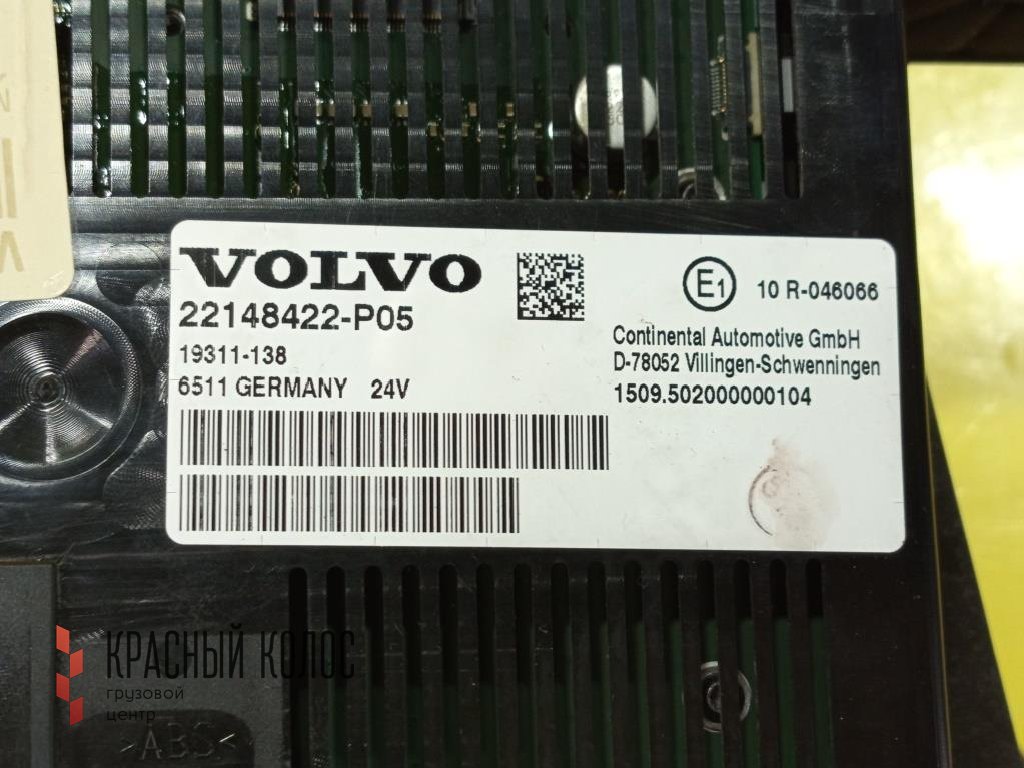 VOLVO
22148422-P05
19311-138
6511 GERMANY 24V
E1
10 R-046066
Continental Automotive GmbH
D-78052 Villingen-Schwenningen
1509.502000000104
КРАСНЫЙ КОЛОС
грузовой
центр
>ABS<